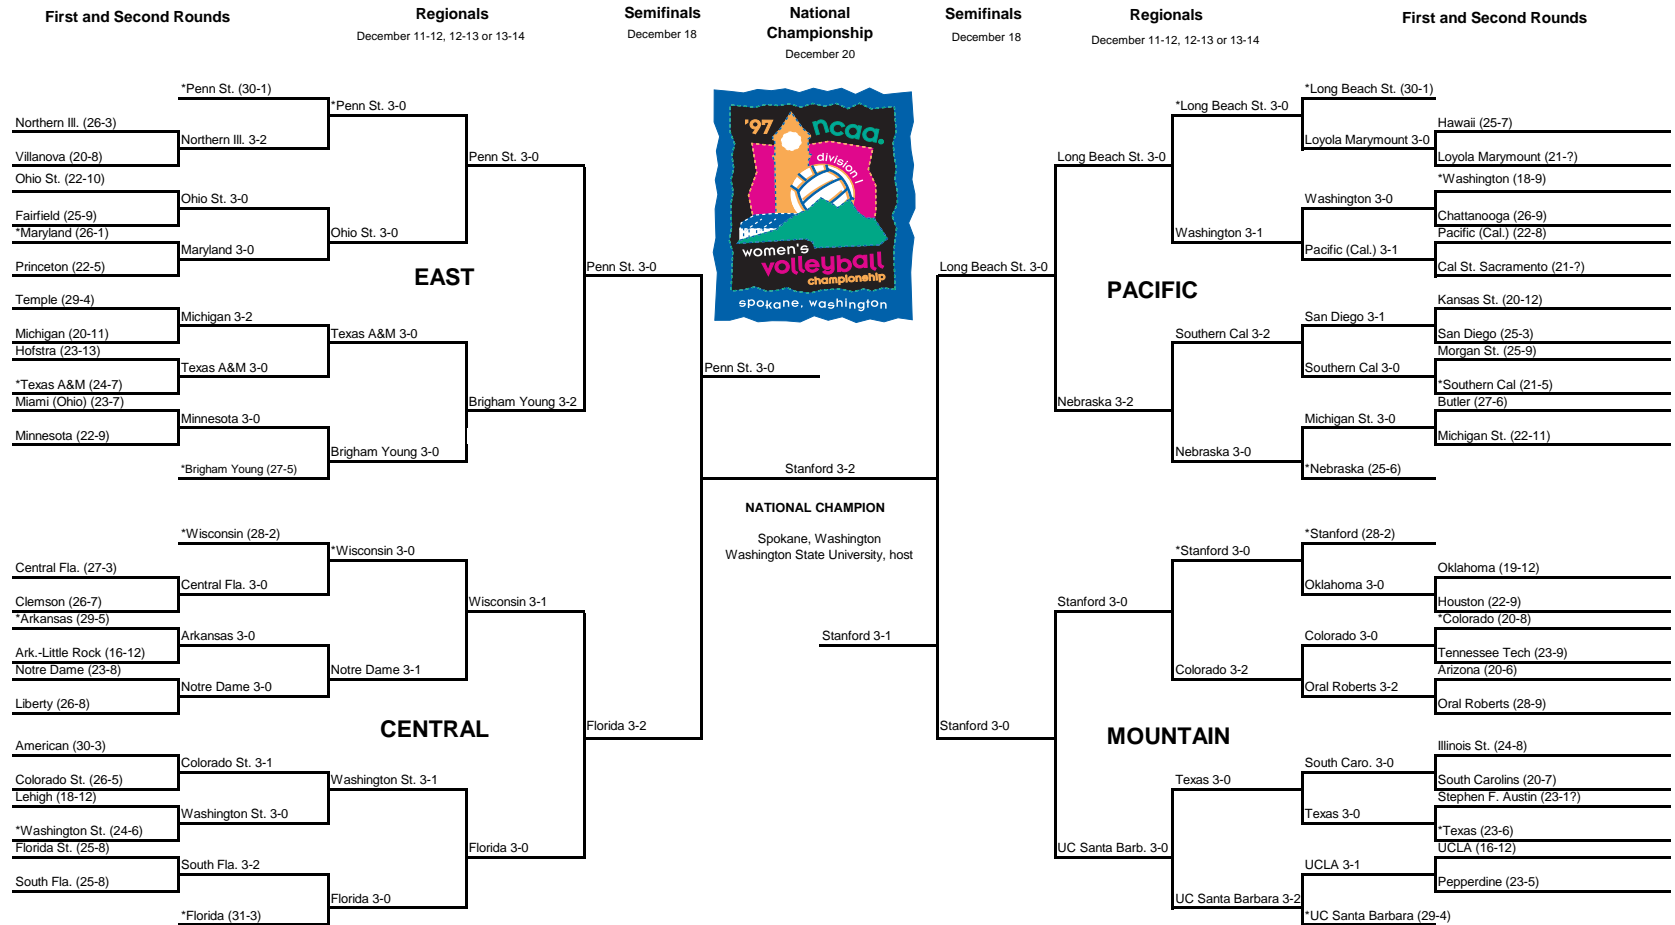 First and Second Rounds
Regionals
December 11-12, 12-13 or 13-14
Semifinals
December 18
National
Championship
December 20
Semifinals
December 18
Regionals
December 11-12, 12-13 or 13-14
First and Second Rounds
*Penn St. (30-1)
*Penn St. 3-0
Northern Ill. (26-3)
Northern Ill. 3-2
Villanova (20-8)
Penn St. 3-0
Ohio St. (22-10)
Ohio St. 3-0
Fairfield (25-9)
*Maryland (26-1)
Ohio St. 3-0
Maryland 3-0
Princeton (22-5)
EAST
Penn St. 3-0
Temple (29-4)
Michigan 3-2
Michigan (20-11)
Texas A&M 3-0
Hofstra (23-13)
Texas A&M 3-0
*Texas A&M (24-7)
Miami (Ohio) (23-7)
Brigham Young 3-2
Minnesota 3-0
Minnesota (22-9)
Brigham Young 3-0
*Brigham Young (27-5)
Penn St. 3-0
'97 ncaa.
division I
women's
volleyball
championship
spokane, washington
*Long Beach St. (30-1)
*Long Beach St. 3-0
Hawaii (25-7)
Loyola Marymount 3-0
Loyola Marymount (21-?)
Long Beach St. 3-0
*Washington (18-9)
Washington 3-0
Chattanooga (26-9)
Pacific (Cal.) (22-8)
Washington 3-1
Pacific (Cal.) 3-1
Cal St. Sacramento (21-?)
Long Beach St. 3-0
PACIFIC
Kansas St. (20-12)
San Diego 3-1
San Diego (25-3)
Southern Cal 3-2
Morgan St. (25-9)
Southern Cal 3-0
*Southern Cal (21-5)
Butler (27-6)
Nebraska 3-2
Michigan St. 3-0
Michigan St. (22-11)
Nebraska 3-0
*Nebraska (25-6)
Stanford 3-2
NATIONAL CHAMPION
Spokane, Washington
Washington State University, host
*Wisconsin (28-2)
*Wisconsin 3-0
Central Fla. (27-3)
Central Fla. 3-0
Clemson (26-7)
Wisconsin 3-1
*Arkansas (29-5)
Arkansas 3-0
Ark.-Little Rock (16-12)
Notre Dame (23-8)
Notre Dame 3-1
Notre Dame 3-0
Liberty (26-8)
CENTRAL
Florida 3-2
American (30-3)
Colorado St. 3-1
Colorado St. (26-5)
Washington St. 3-1
Lehigh (18-12)
Washington St. 3-0
*Washington St. (24-6)
Florida St. (25-8)
Florida 3-0
South Fla. 3-2
South Fla. (25-8)
Florida 3-0
*Florida (31-3)
Stanford 3-1
*Stanford (28-2)
*Stanford 3-0
Oklahoma (19-12)
Oklahoma 3-0
Houston (22-9)
Stanford 3-0
*Colorado (20-8)
Colorado 3-0
Tennessee Tech (23-9)
Arizona (20-6)
Colorado 3-2
Oral Roberts 3-2
Oral Roberts (28-9)
Stanford 3-0
MOUNTAIN
Illinois St. (24-8)
South Caro. 3-0
South Carolins (20-7)
Texas 3-0
Stephen F. Austin (23-1?)
Texas 3-0
*Texas (23-6)
UCLA (16-12)
UC Santa Barb. 3-0
UCLA 3-1
Pepperdine (23-5)
UC Santa Barbara 3-2
*UC Santa Barbara (29-4)